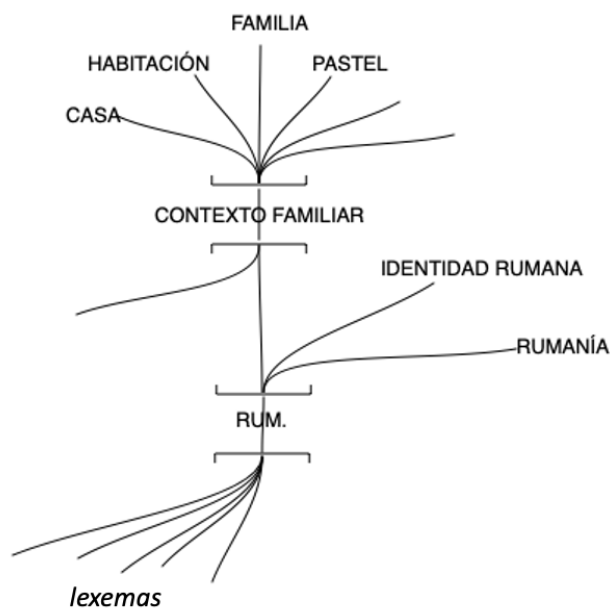 FAMILIA
HABITACIÓN
PASTEL
CASA
CONTEXTO FAMILIAR
IDENTIDAD RUMANA
RUMANÍA
RUM.
lexemas